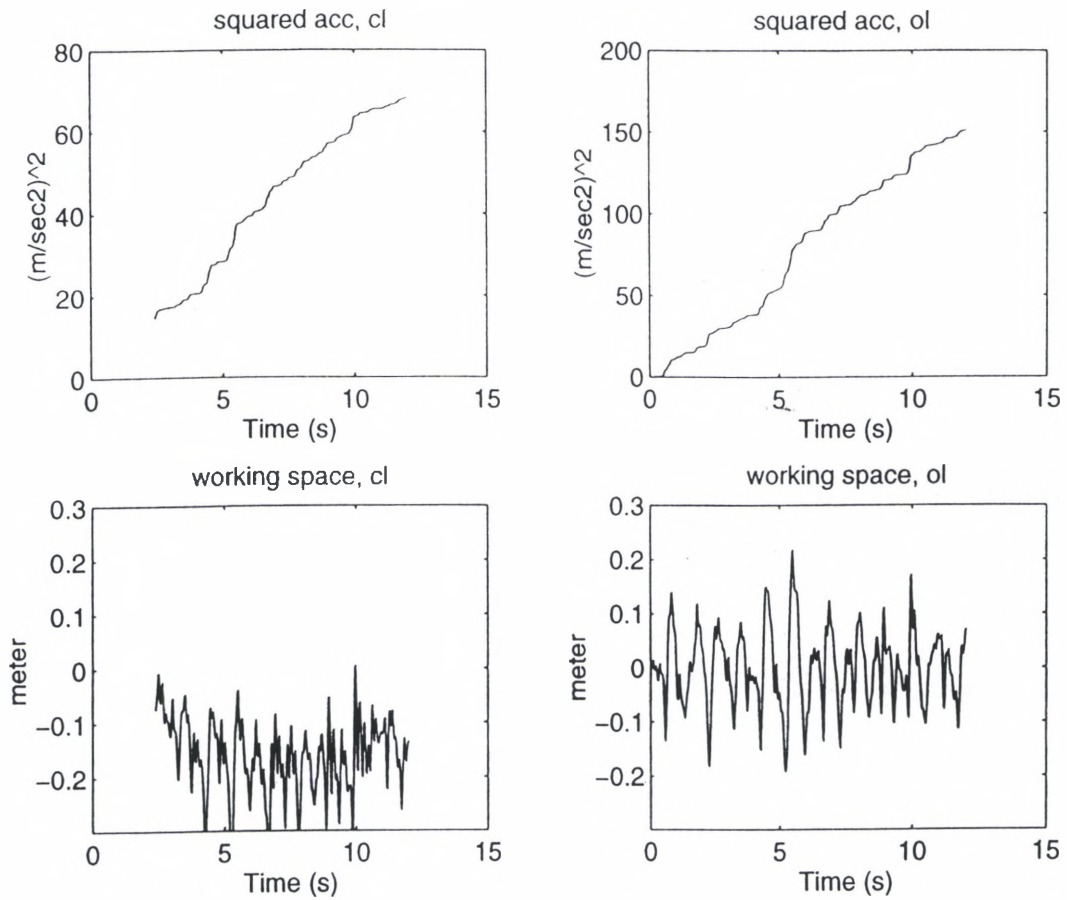 squared acc, cl
80
60
40
20
0
(m/sec2)^2
0 5 10 15
Time (s)
squared acc, ol
200
150
100
50
0
(m/sec2)^2
0 5 10 15
Time (s)
working space, cl
0.3
0.2
0.1
0
−0.1
−0.2
meter
0 5 10 15
Time (s)
working space, ol
0.3
0.2
0.1
0
−0.1
−0.2
meter
0 5 10 15
Time (s)